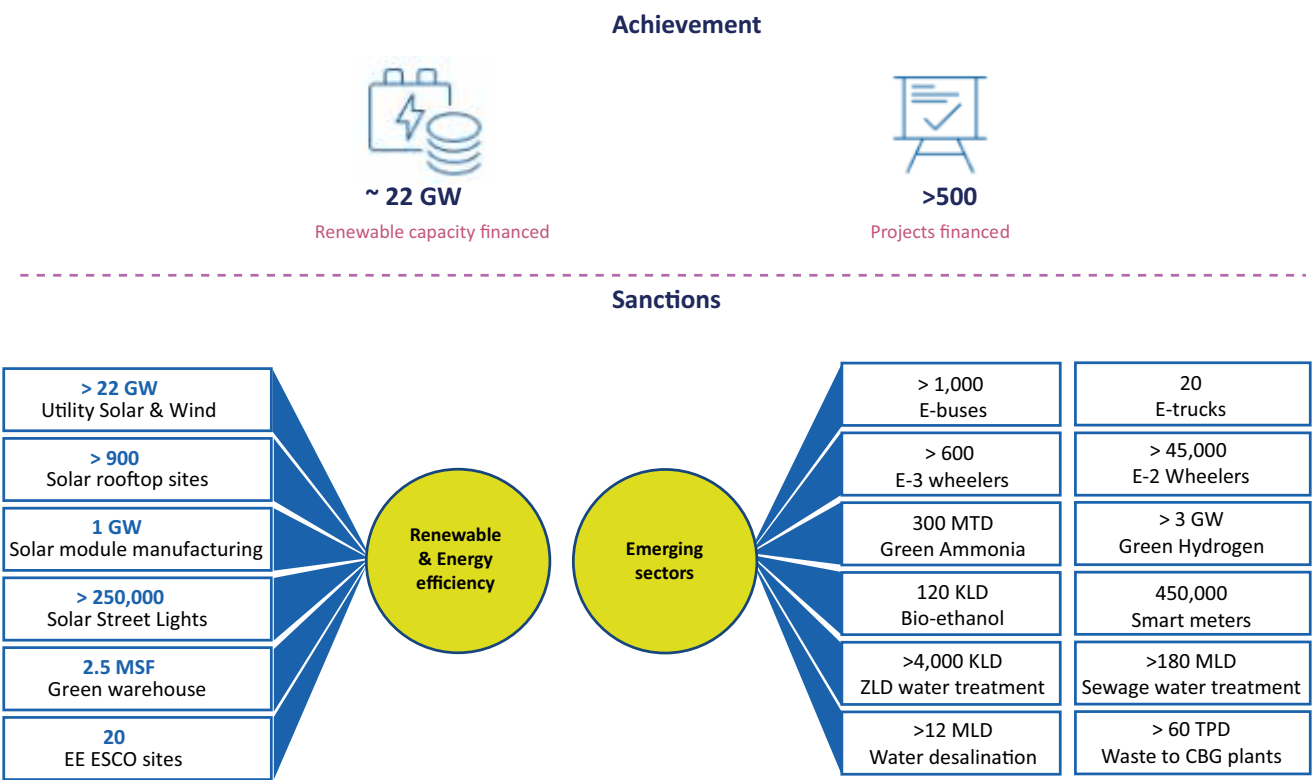 Achievement
~ 22 GW
Renewable capacity financed
>500
Projects financed
Sanctions
> 22 GW
Utility Solar & Wind
> 900
Solar rooftop sites
1 GW
Solar module manufacturing
> 250,000
Solar Street Lights
2.5 MSF
Green warehouse
20
EE ESCO sites
Renewable
& Energy
efficiency
Emerging
sectors
> 1,000
E-buses
20
E-trucks
> 600
E-3 wheelers
> 45,000
E-2 Wheelers
300 MTD
Green Ammonia
> 3 GW
Green Hydrogen
120 KLD
Bio-ethanol
450,000
Smart meters
>4,000 KLD
ZLD water treatment
>180 MLD
Sewage water treatment
>12 MLD
Water desalination
> 60 TPD
Waste to CBG plants